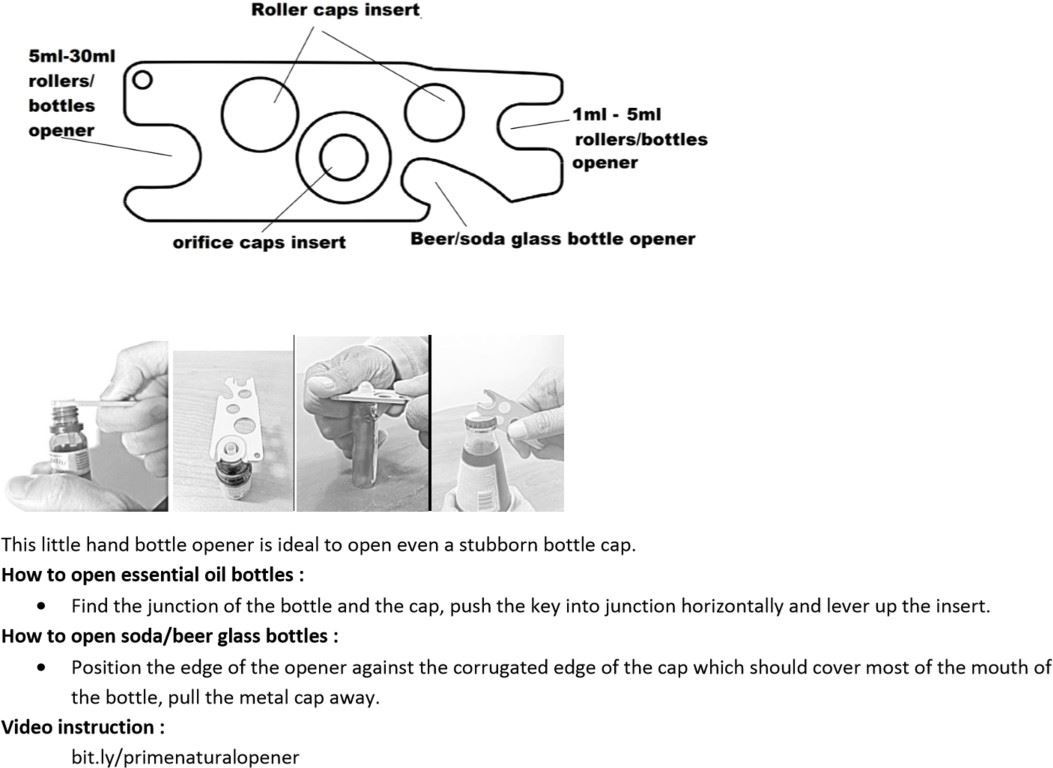 Roller caps insert
5ml-30ml
rollers/
bottles
opener
1ml - 5ml
rollers/bottles
opener
orifice caps insert
Beer/soda glass bottle opener
This little hand bottle opener is ideal to open even a stubborn bottle cap.
How to open essential oil bottles :
• Find the junction of the bottle and the cap, push the key into junction horizontally and lever up the insert.
How to open soda/beer glass bottles :
• Position the edge of the opener against the corrugated edge of the cap which should cover most of the mouth of
the bottle, pull the metal cap away.
Video instruction :
bit.ly/primenaturalopener